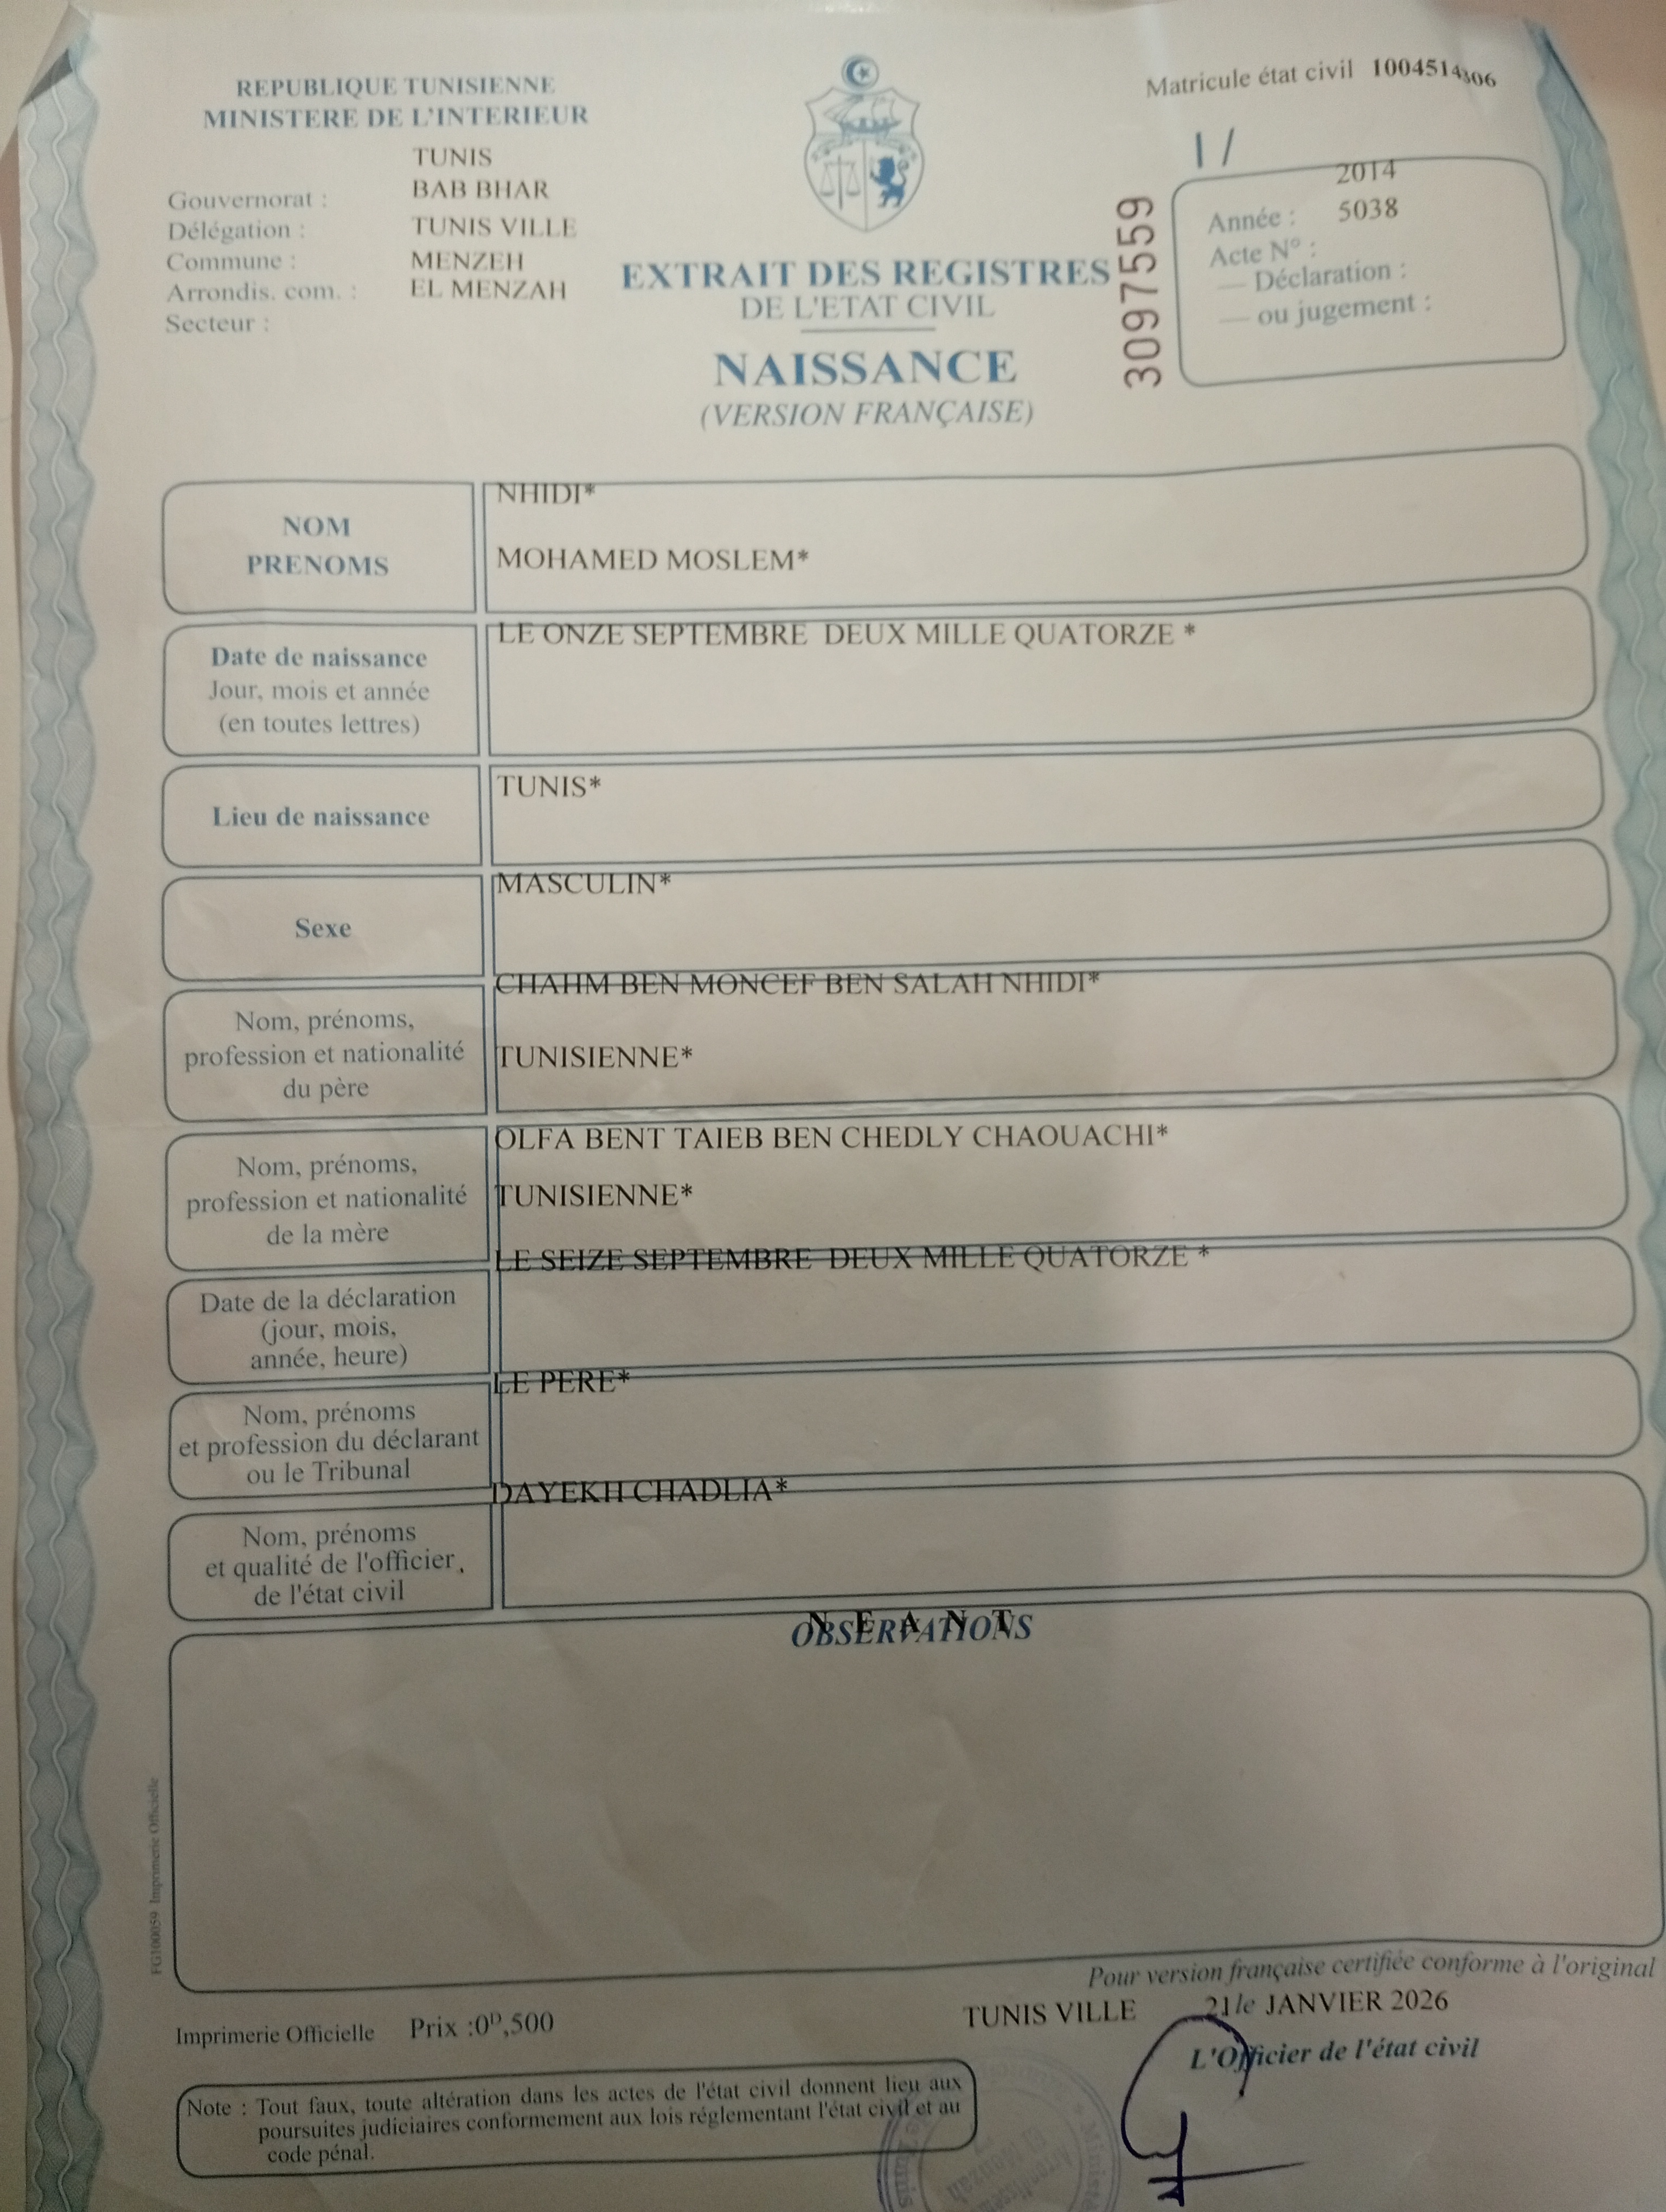 REPUBLIQUE TUNISIENNE
MINISTERE DE L'INTERIEUR
TUNIS
Gouvernorat : BAB BHAR
Délégation : TUNIS VILLE
Commune : MENZEH
Arrondis. com. : EL MENZAH
Secteur :
Matricule état civil 1004514306
1/
2014
Année : 5038
Acte N° :
— Déclaration :
— ou jugement :
3097559
EXTRAIT DES REGISTRES
DE L'ETAT CIVIL
NAISSANCE
(VERSION FRANÇAISE)
NOM
PRENOMS
NHIDI*
MOHAMED MOSLEM*
Date de naissance
Jour, mois et année
(en toutes lettres)
LE ONZE SEPTEMBRE DEUX MILLE QUATORZE *
Lieu de naissance
TUNIS*
Sexe
MASCULIN*
Nom, prénoms,
profession et nationalité
du père
CHAHM BEN MONCEF BEN SALAH NHIDI*
TUNISIENNE*
Nom, prénoms,
profession et nationalité
de la mère
OLFA BENT TAIEB BEN CHEDLY CHAOUACHI*
TUNISIENNE*
Date de la déclaration
(jour, mois,
année, heure)
LE SEIZE SEPTEMBRE DEUX MILLE QUATORZE *
Nom, prénoms
et profession du déclarant
ou le Tribunal
LE PERE*
Nom, prénoms
et qualité de l'officier
de l'état civil
DAYEKH CHADLIA*
OBSERVATIONS
N E A N T
FG100059 Imprimerie Officielle
Pour version française certifiée conforme à l'original
TUNIS VILLE 21 le JANVIER 2026
L'Officier de l'état civil
Imprimerie Officielle Prix :0ᴰ,500
Note : Tout faux, toute altération dans les actes de l'état civil donnent lieu aux
poursuites judiciaires conformement aux lois réglementant l'état civil et au
code pénal.